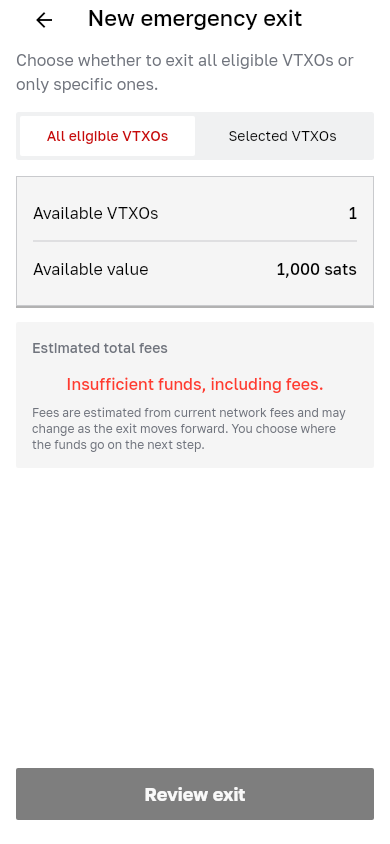 New emergency exit
Choose whether to exit all eligible VTXOs or
only specific ones.
All eligible VTXOs
Selected VTXOs
Available VTXOs 1
Available value 1,000 sats
Estimated total fees
Insufficient funds, including fees.
Fees are estimated from current network fees and may
change as the exit moves forward. You choose where
the funds go on the next step.
Review exit